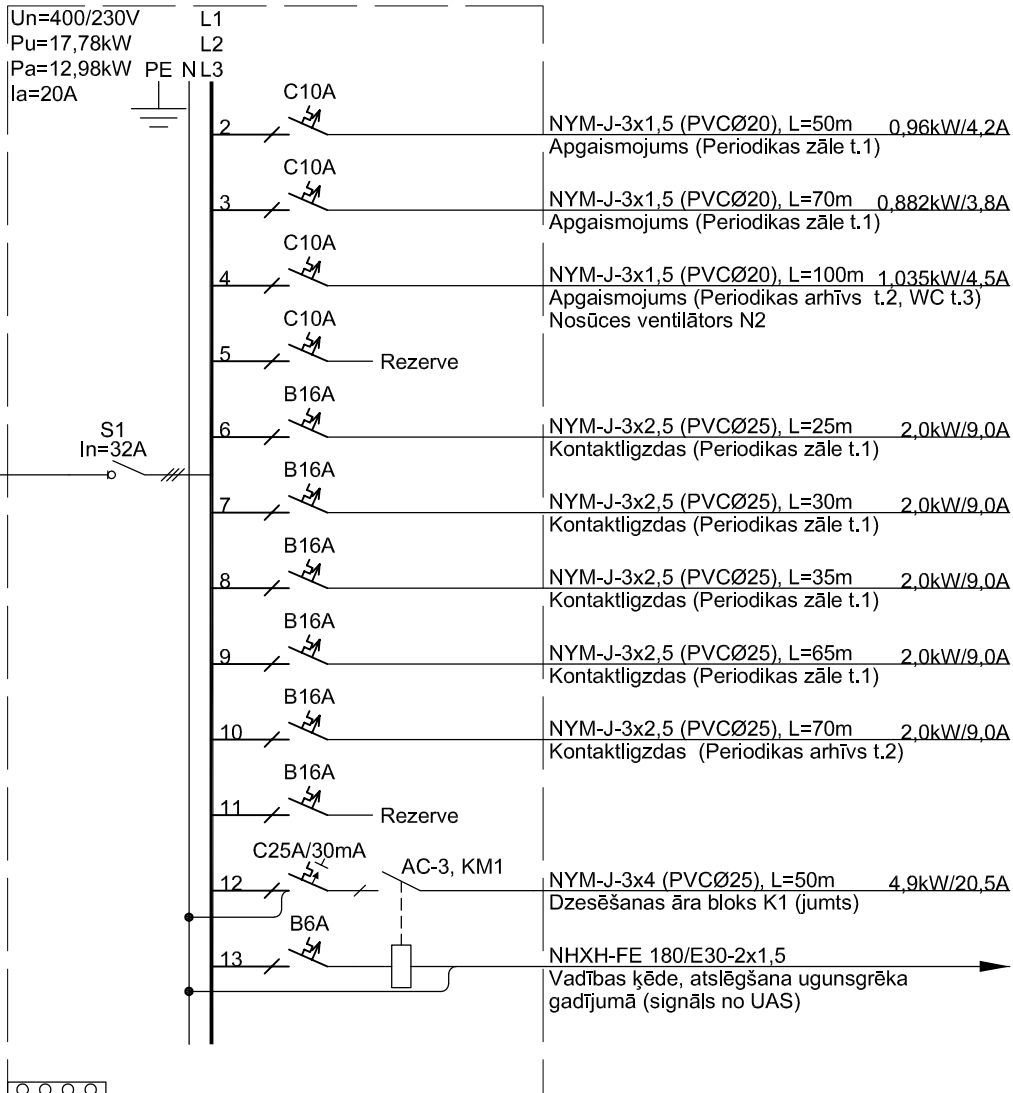 Un=400/230V L1
Pu=17,78kW L2
Pa=12,98kW PE N L3
Ia=20A
C10A
2 NYM-J-3x1,5 (PVCØ20), L=50m 0,96kW/4,2A
Apgaismojums (Periodikas zāle t.1)
C10A
3 NYM-J-3x1,5 (PVCØ20), L=70m 0,882kW/3,8A
Apgaismojums (Periodikas zāle t.1)
C10A
4 NYM-J-3x1,5 (PVCØ20), L=100m 1,035kW/4,5A
Apgaismojums (Periodikas arhīvs t.2, WC t.3)
Nosūces ventilātors N2
C10A
5 Rezerve
B16A
6 NYM-J-3x2,5 (PVCØ25), L=25m 2,0kW/9,0A
Kontaktligzdas (Periodikas zāle t.1)
S1
In=32A
B16A
7 NYM-J-3x2,5 (PVCØ25), L=30m 2,0kW/9,0A
Kontaktligzdas (Periodikas zāle t.1)
B16A
8 NYM-J-3x2,5 (PVCØ25), L=35m 2,0kW/9,0A
Kontaktligzdas (Periodikas zāle t.1)
B16A
9 NYM-J-3x2,5 (PVCØ25), L=65m 2,0kW/9,0A
Kontaktligzdas (Periodikas zāle t.1)
B16A
10 NYM-J-3x2,5 (PVCØ25), L=70m 2,0kW/9,0A
Kontaktligzdas (Periodikas arhīvs t.2)
B16A
11 Rezerve
C25A/30mA AC-3, KM1
12 NYM-J-3x4 (PVCØ25), L=50m 4,9kW/20,5A
Dzesēšanas āra bloks K1 (jumts)
B6A
13 NHXH-FE 180/E30-2x1,5
Vadības ķēde, atslēgšana ugunsgrēka
gadījumā (signāls no UAS)